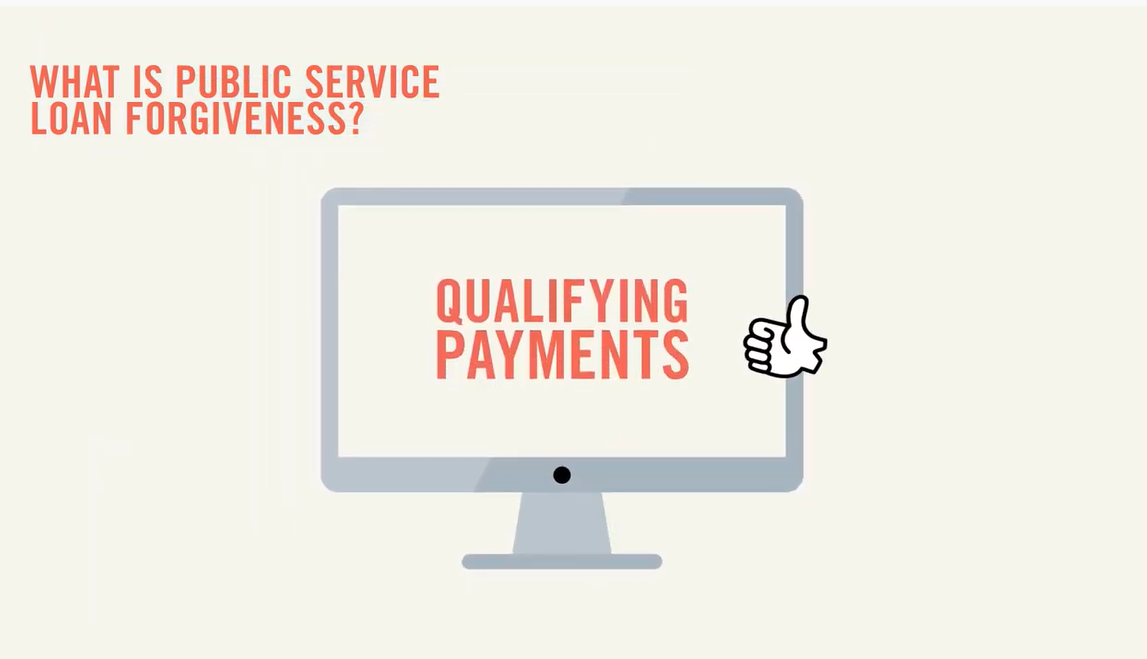 WHAT IS PUBLIC SERVICE
LOAN FORGIVENESS?
QUALIFYING
PAYMENTS